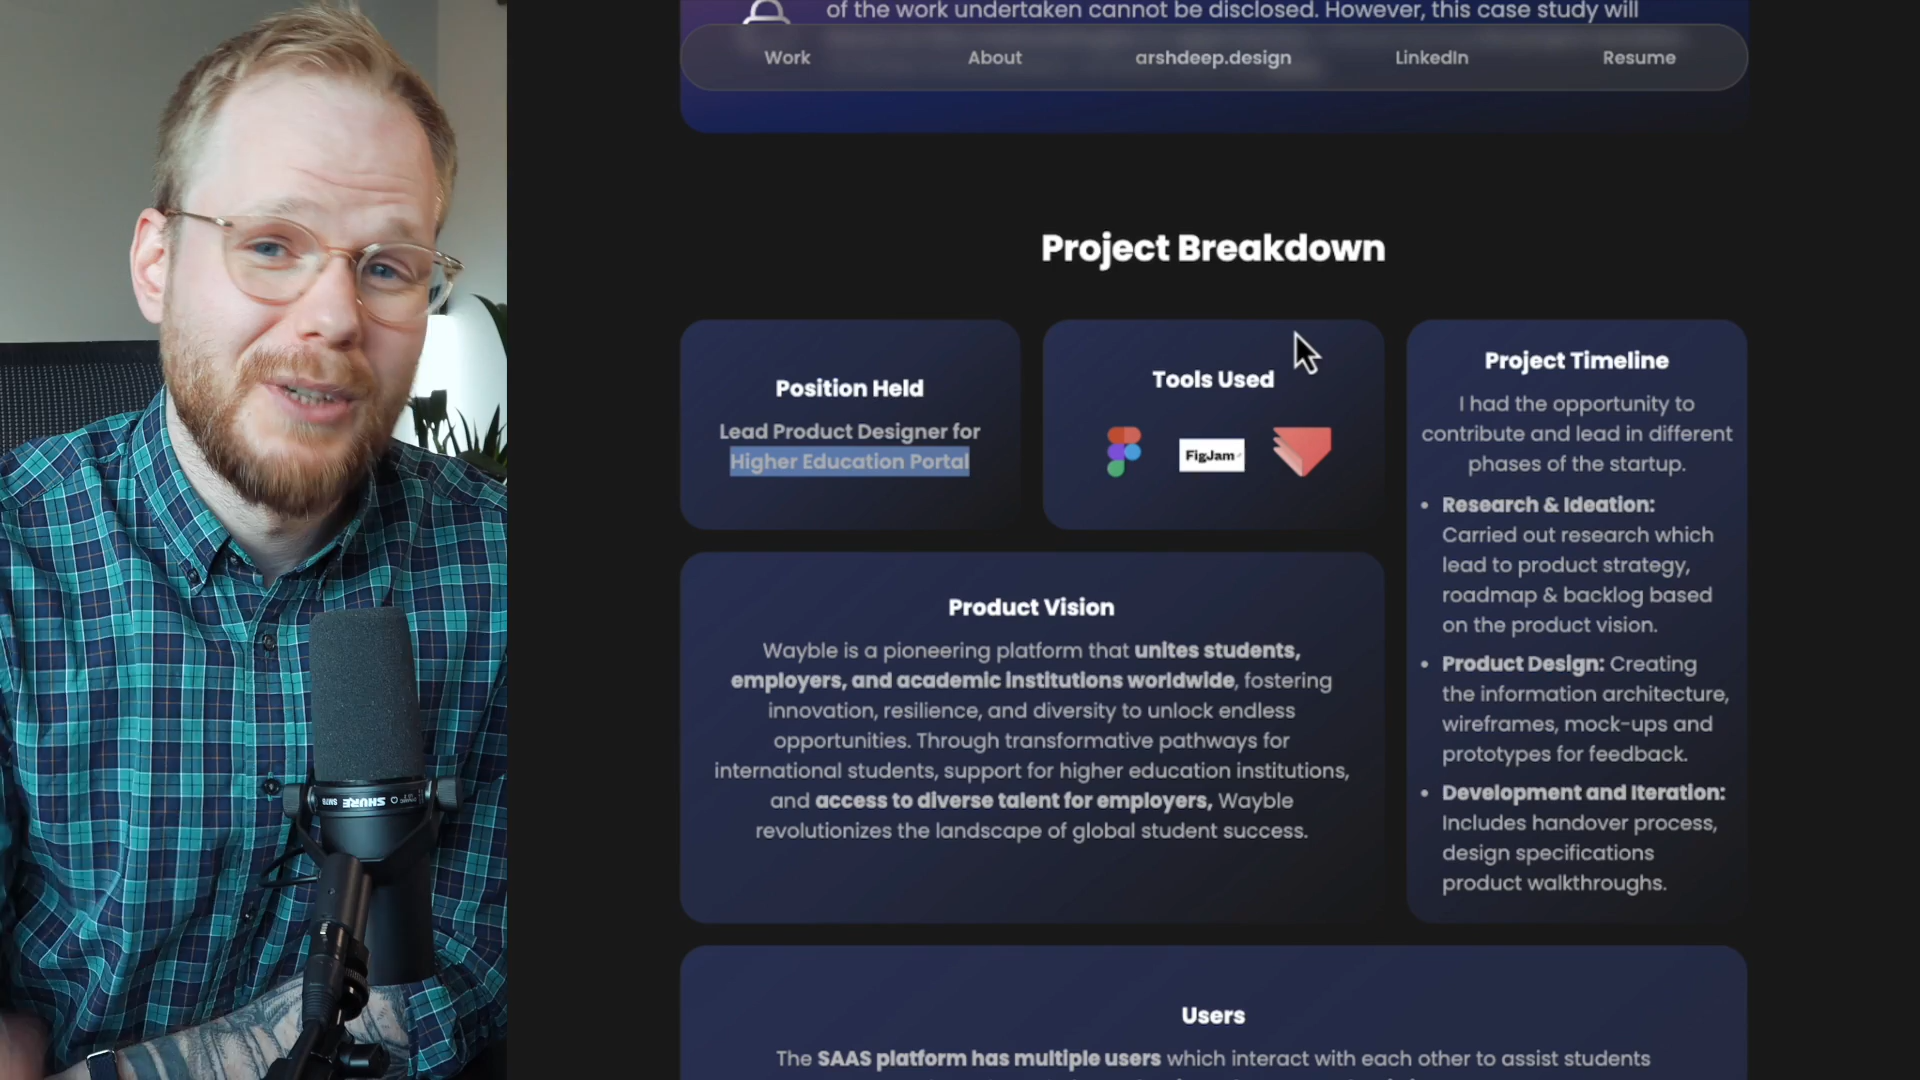 of the work undertaken cannot be disclosed. However, this case study will
Work
About
arshdeep.design
LinkedIn
Resume
Project Breakdown
Position Held
Lead Product Designer for
Higher Education Portal
Tools Used
FigJam
Project Timeline
I had the opportunity to
contribute and lead in different
phases of the startup.
• Research & Ideation:
Carried out research which
lead to product strategy,
roadmap & backlog based
on the product vision.
• Product Design: Creating
the information architecture,
wireframes, mock-ups and
prototypes for feedback.
• Development and Iteration:
Includes handover process,
design specifications
product walkthroughs.
Product Vision
Wayble is a pioneering platform that unites students,
employers, and academic institutions worldwide, fostering
innovation, resilience, and diversity to unlock endless
opportunities. Through transformative pathways for
international students, support for higher education institutions,
and access to diverse talent for employers, Wayble
revolutionizes the landscape of global student success.
Users
The SAAS platform has multiple users which interact with each other to assist students
SHURE SM7B